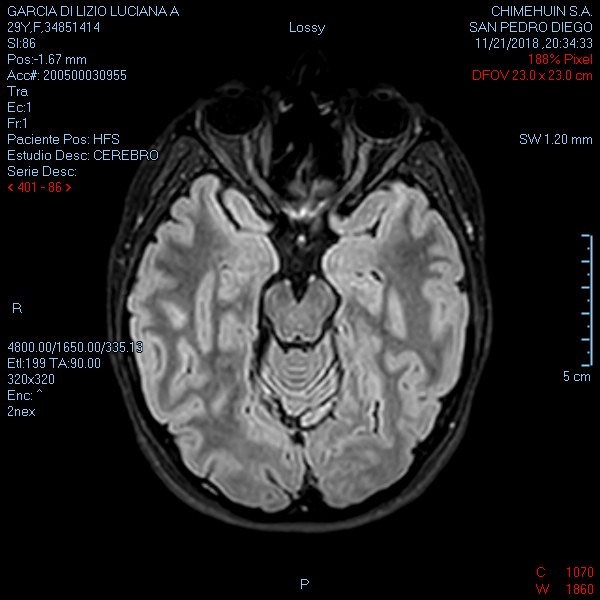 GARCIA DI LIZIO LUCIANA A
29Y,F,34851414
Sl:86
Pos:-1.67 mm
Acc#: 200500030955
Tra
Ec:1
Fr:1
Paciente Pos: HFS
Estudio Desc: CEREBRO
Serie Desc:
< 401 - 86 >
Lossy
CHIMEHUIN S.A.
SAN PEDRO DIEGO
11/21/2018 ,20:34:33
188% Pixel
DFOV 23.0 x 23.0 cm
SW 1.20 mm
R
4800.00/1650.00/335.13
Etl:199 TA:90.00
320x320
Enc: ^
2nex
5 cm
P
C 1070
W 1860